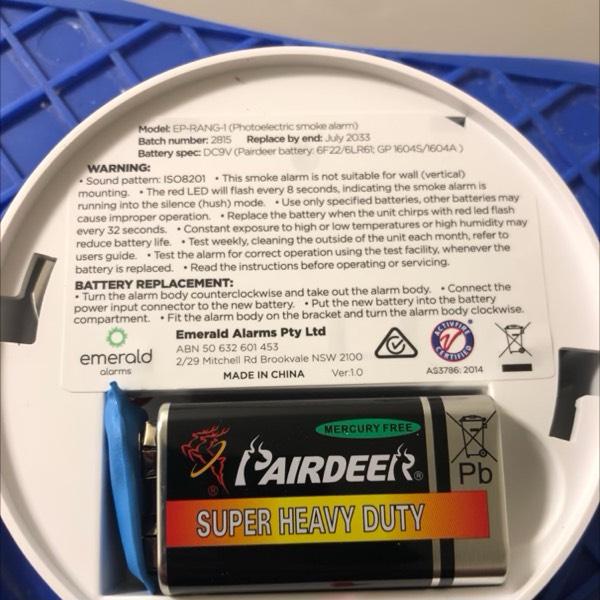 Model: EP-RANG-1 (Photoelectric smoke alarm)
Batch number: 2815 Replace by end: July 2033
Battery spec: DC9V (Pairdeer battery: 6F22/6LR61; GP 1604S/1604A )
WARNING:
• Sound pattern: ISO8201 • This smoke alarm is not suitable for wall (vertical)
mounting. • The red LED will flash every 8 seconds, indicating the smoke alarm is
running into the silence (hush) mode. • Use only specified batteries, other batteries may
cause improper operation. • Replace the battery when the unit chirps with red led flash
every 32 seconds. • Constant exposure to high or low temperatures or high humidity may
reduce battery life. • Test weekly, cleaning the outside of the unit each month, refer to
users guide. • Test the alarm for correct operation using the test facility, whenever the
battery is replaced. • Read the instructions before operating or servicing.
BATTERY REPLACEMENT:
• Turn the alarm body counterclockwise and take out the alarm body. • Connect the
power input connector to the new battery. • Put the new battery into the battery
compartment. • Fit the alarm body on the bracket and turn the alarm body clockwise.
emerald
alarms
Emerald Alarms Pty Ltd
ABN 50 632 601 453
2/29 Mitchell Rd Brookvale NSW 2100
MADE IN CHINA Ver:1.0
ACTIVFIRE
CERTIFIED
AS3786: 2014
MERCURY FREE
PAIRDEER®
Pb
SUPER HEAVY DUTY